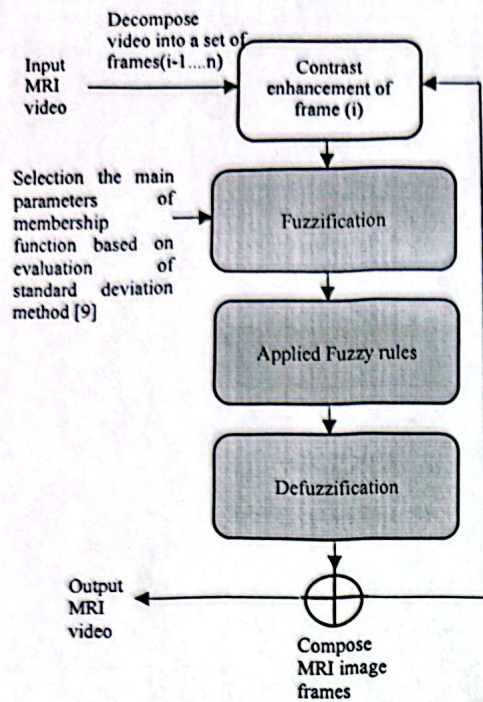 Decompose
video into a set of
frames(i-1....n)
Input
MRI
video
Contrast
enhancement of
frame (i)
Selection the main
parameters of
membership
function based on
evaluation of
standard deviation
method [9]
Fuzzification
Applied Fuzzy rules
Defuzzification
Output
MRI
video
Compose
MRI image
frames